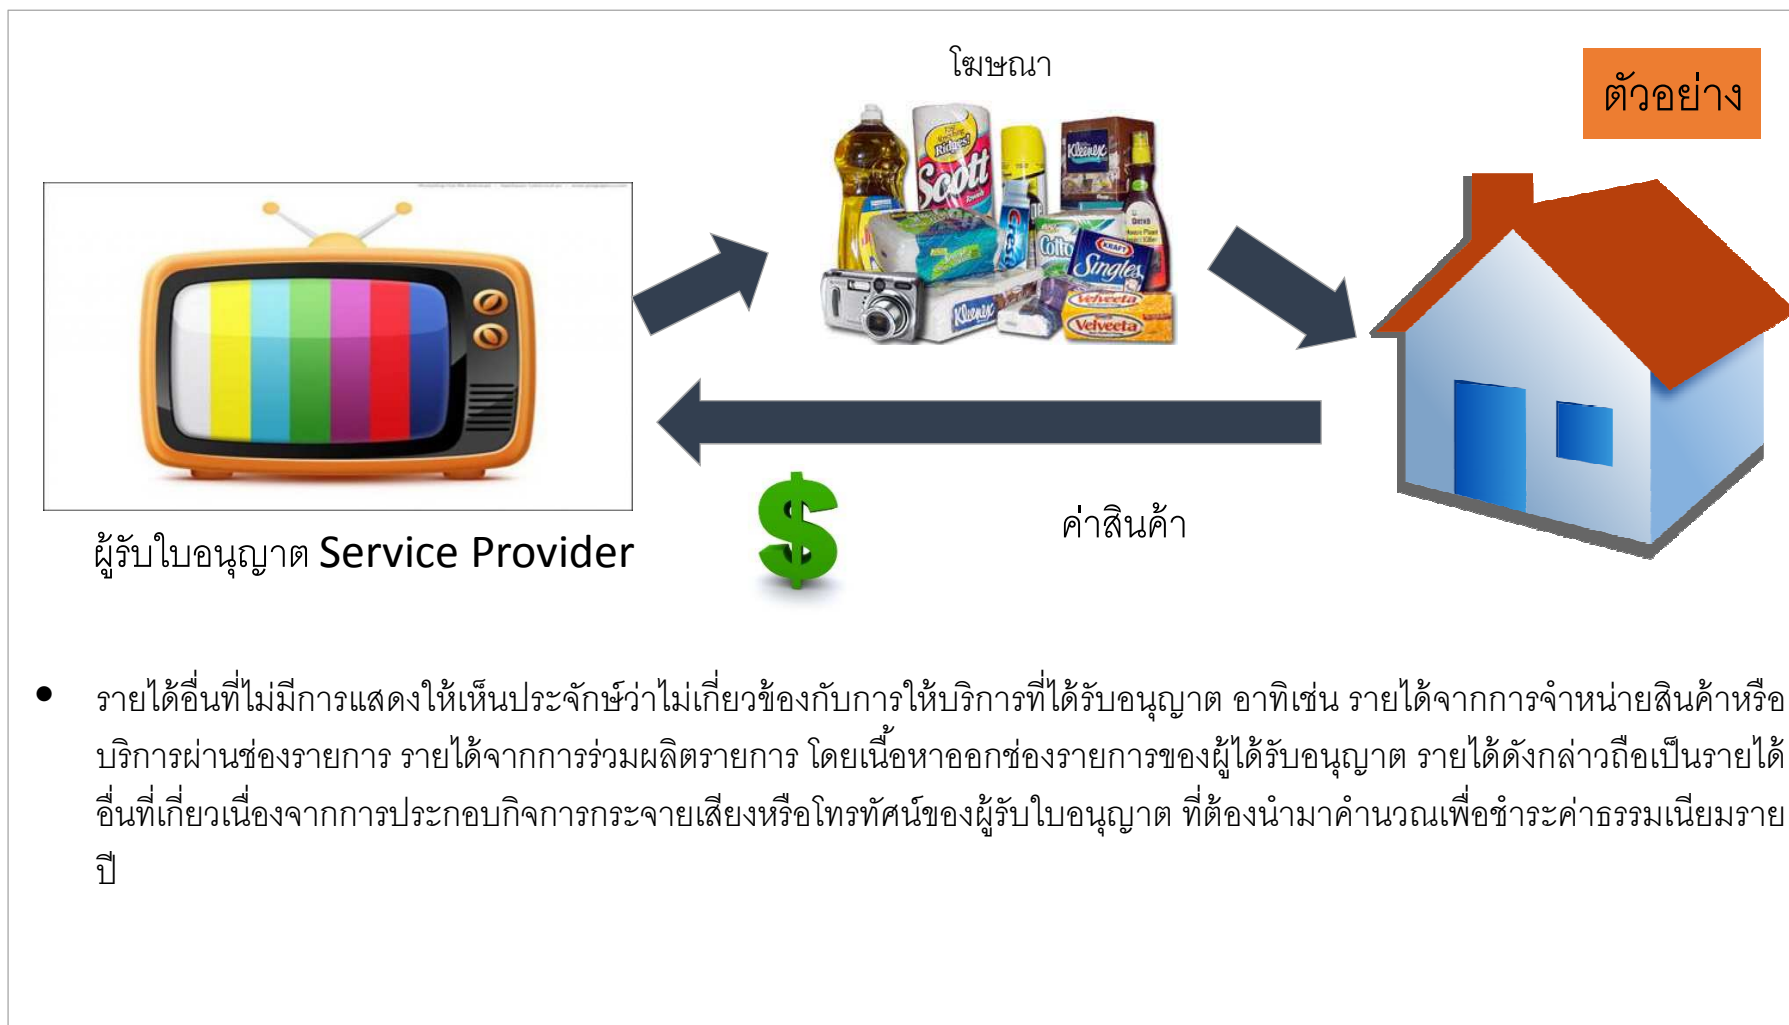 โฆษณา
ตัวอย่าง
Ridges!
Scott
Towels
Kleenex
Crest
KRAFT
Singles
Velveeta
Kleenex
Velveeta
ผู้รับใบอนุญาต Service Provider
ค่าสินค้า
$
• รายได้อื่นที่ไม่มีการแสดงให้เห็นประจักษ์ว่าไม่เกี่ยวข้องกับการให้บริการที่ได้รับอนุญาต อาทิเช่น รายได้จากการจำหน่ายสินค้าหรือ
บริการผ่านช่องรายการ รายได้จากการร่วมผลิตรายการ โดยเนื้อหาออกช่องรายการของผู้ได้รับอนุญาต รายได้ดังกล่าวถือเป็นรายได้
อื่นที่เกี่ยวเนื่องจากการประกอบกิจการกระจายเสียงหรือโทรทัศน์ของผู้รับใบอนุญาต ที่ต้องนำมาคำนวณเพื่อชำระค่าธรรมเนียมราย
ปี